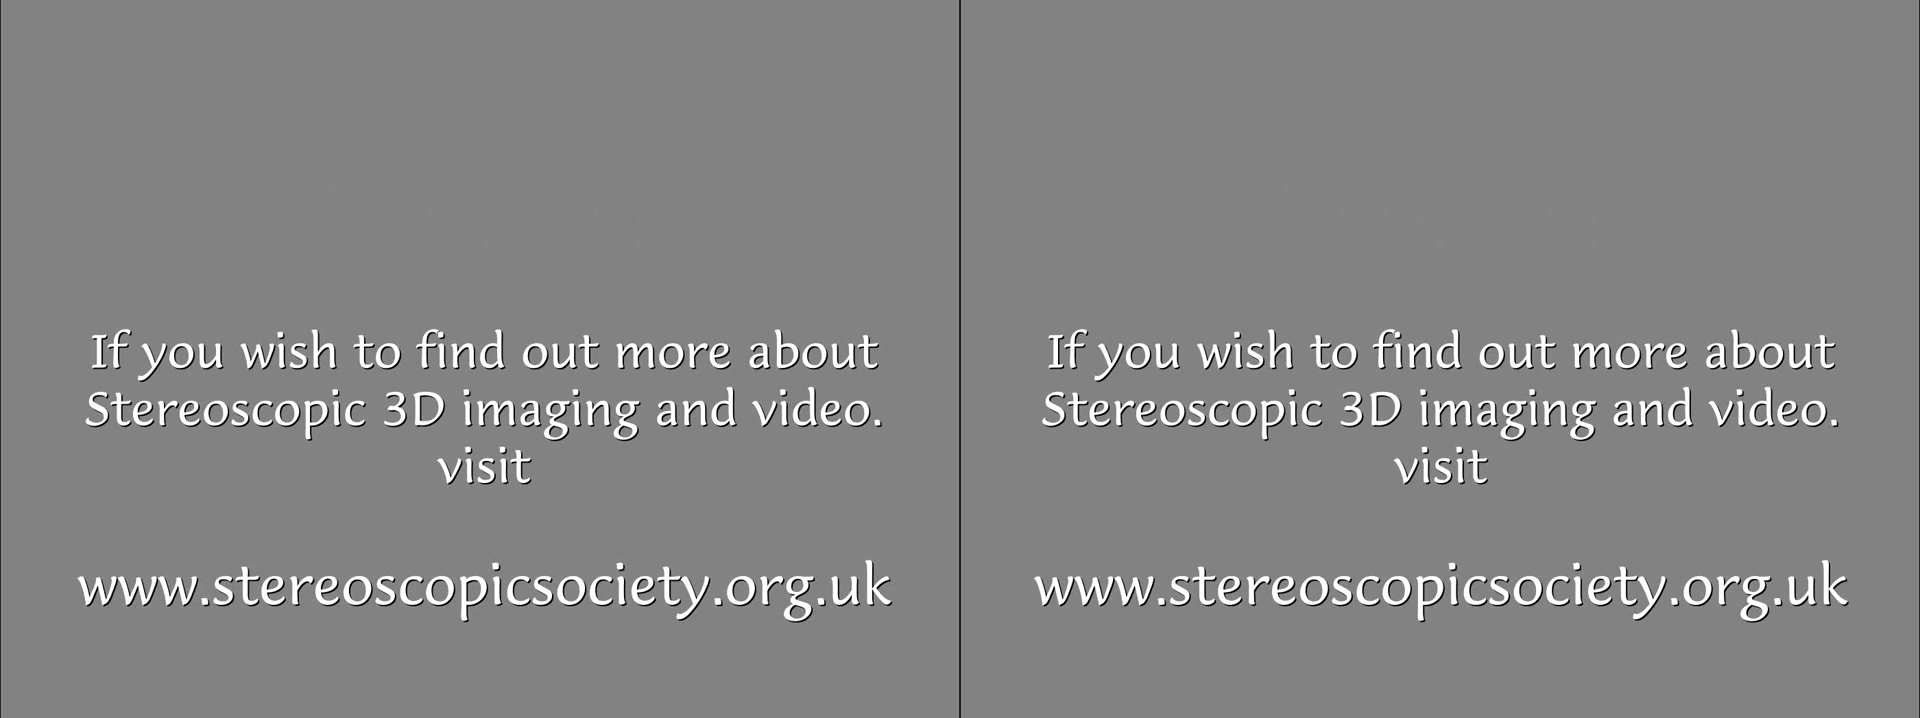 If you wish to find out more about
Stereoscopic 3D imaging and video.
visit
www.stereoscopicsociety.org.uk
If you wish to find out more about
Stereoscopic 3D imaging and video.
visit
www.stereoscopicsociety.org.uk